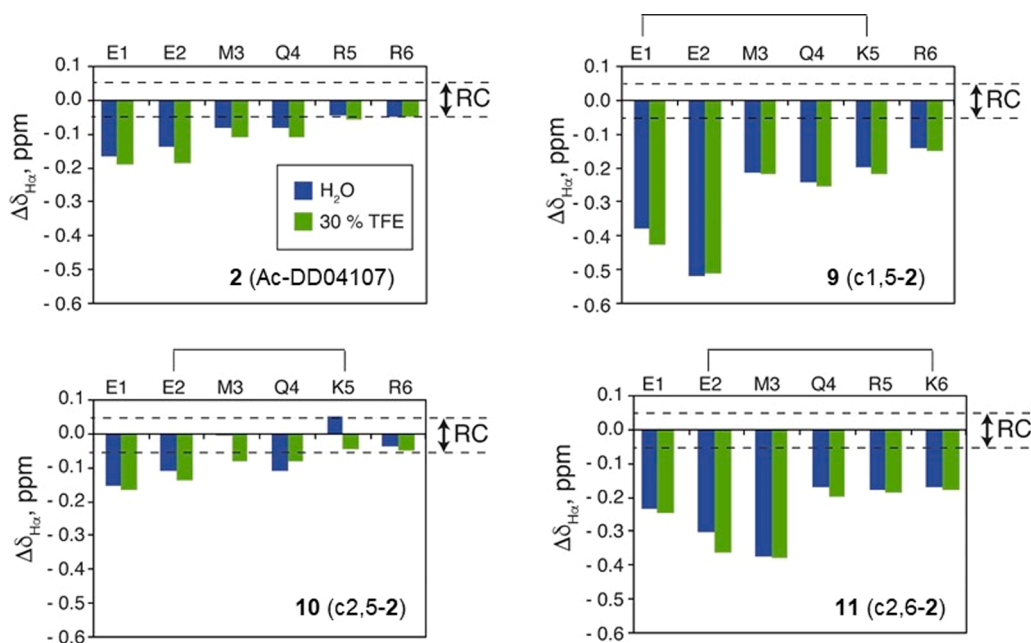 E1 E2 M3 Q4 R5 R6
0.1
0.0
- 0.1
- 0.2
- 0.3
- 0.4
- 0.5
- 0.6
ΔδHα, ppm
RC
H2O
30 % TFE
2 (Ac-DD04107)
E1 E2 M3 Q4 K5 R6
0.1
0.0
- 0.1
- 0.2
- 0.3
- 0.4
- 0.5
- 0.6
ΔδHα, ppm
RC
9 (c1,5-2)
E1 E2 M3 Q4 K5 R6
0.1
0.0
- 0.1
- 0.2
- 0.3
- 0.4
- 0.5
- 0.6
ΔδHα, ppm
RC
10 (c2,5-2)
E1 E2 M3 Q4 R5 K6
0.1
0.0
- 0.1
- 0.2
- 0.3
- 0.4
- 0.5
- 0.6
ΔδHα, ppm
RC
11 (c2,6-2)